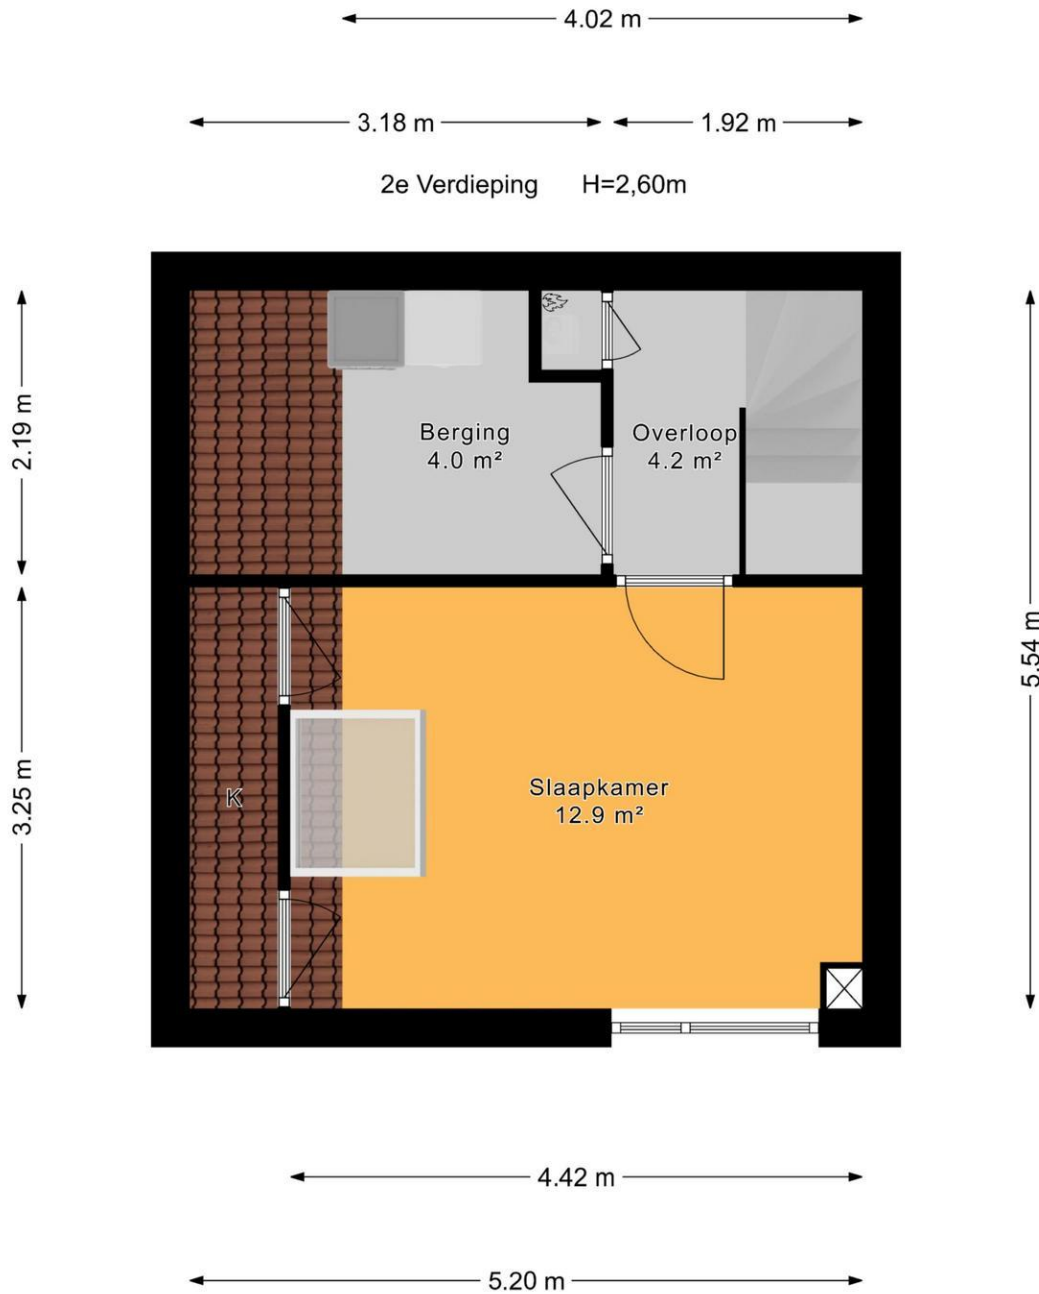 4.02 m
3.18 m
1.92 m
2e Verdieping H=2,60m
2.19 m
Berging
4.0 m²
Overloop
4.2 m²
5.54 m
3.25 m
K
Slaapkamer
12.9 m²
4.42 m
5.20 m